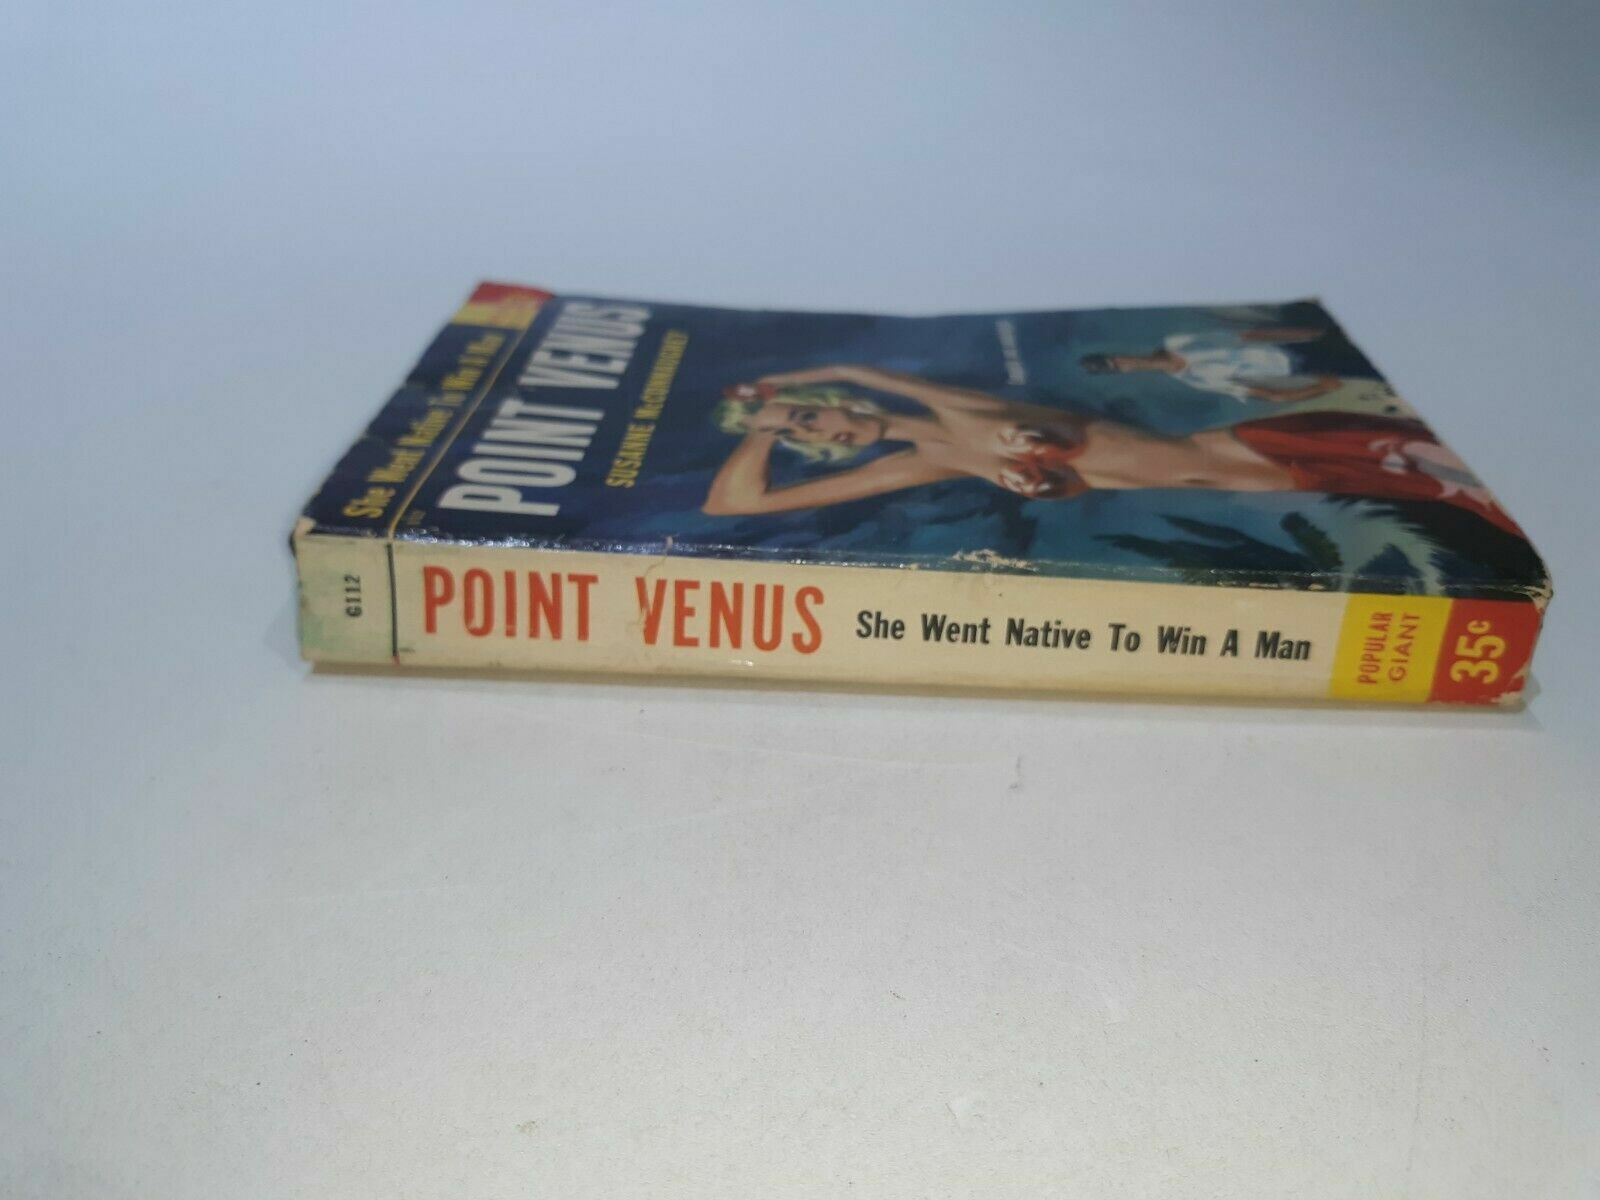 She Went Native To Win A Man
POINT VENUS
SUSANNE McCONNAUGHEY
G112
POINT VENUS
She Went Native To Win A Man
POPULAR
GIANT
35c